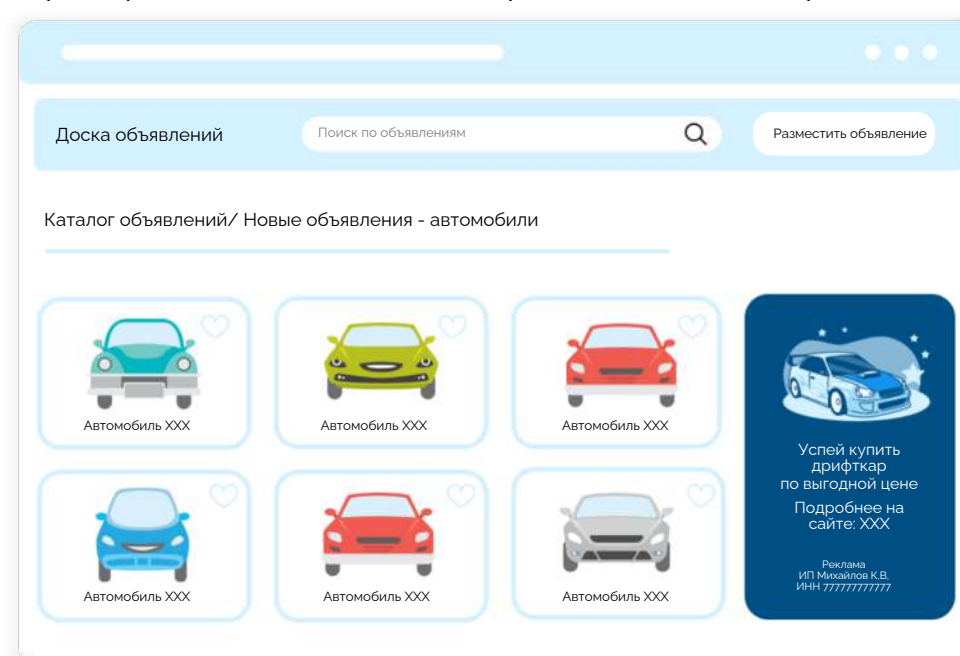 Доска объявлений
Поиск по объявлениям
Разместить объявление
Каталог объявлений/ Новые объявления - автомобили
Автомобиль XXX
Автомобиль XXX
Автомобиль XXX
Автомобиль XXX
Автомобиль XXX
Автомобиль XXX
Успей купить
дрифткар
по выгодной цене
Подробнее на
сайте: XXX
Реклама
ИП Михайлов К.В.
ИНН 777777777777